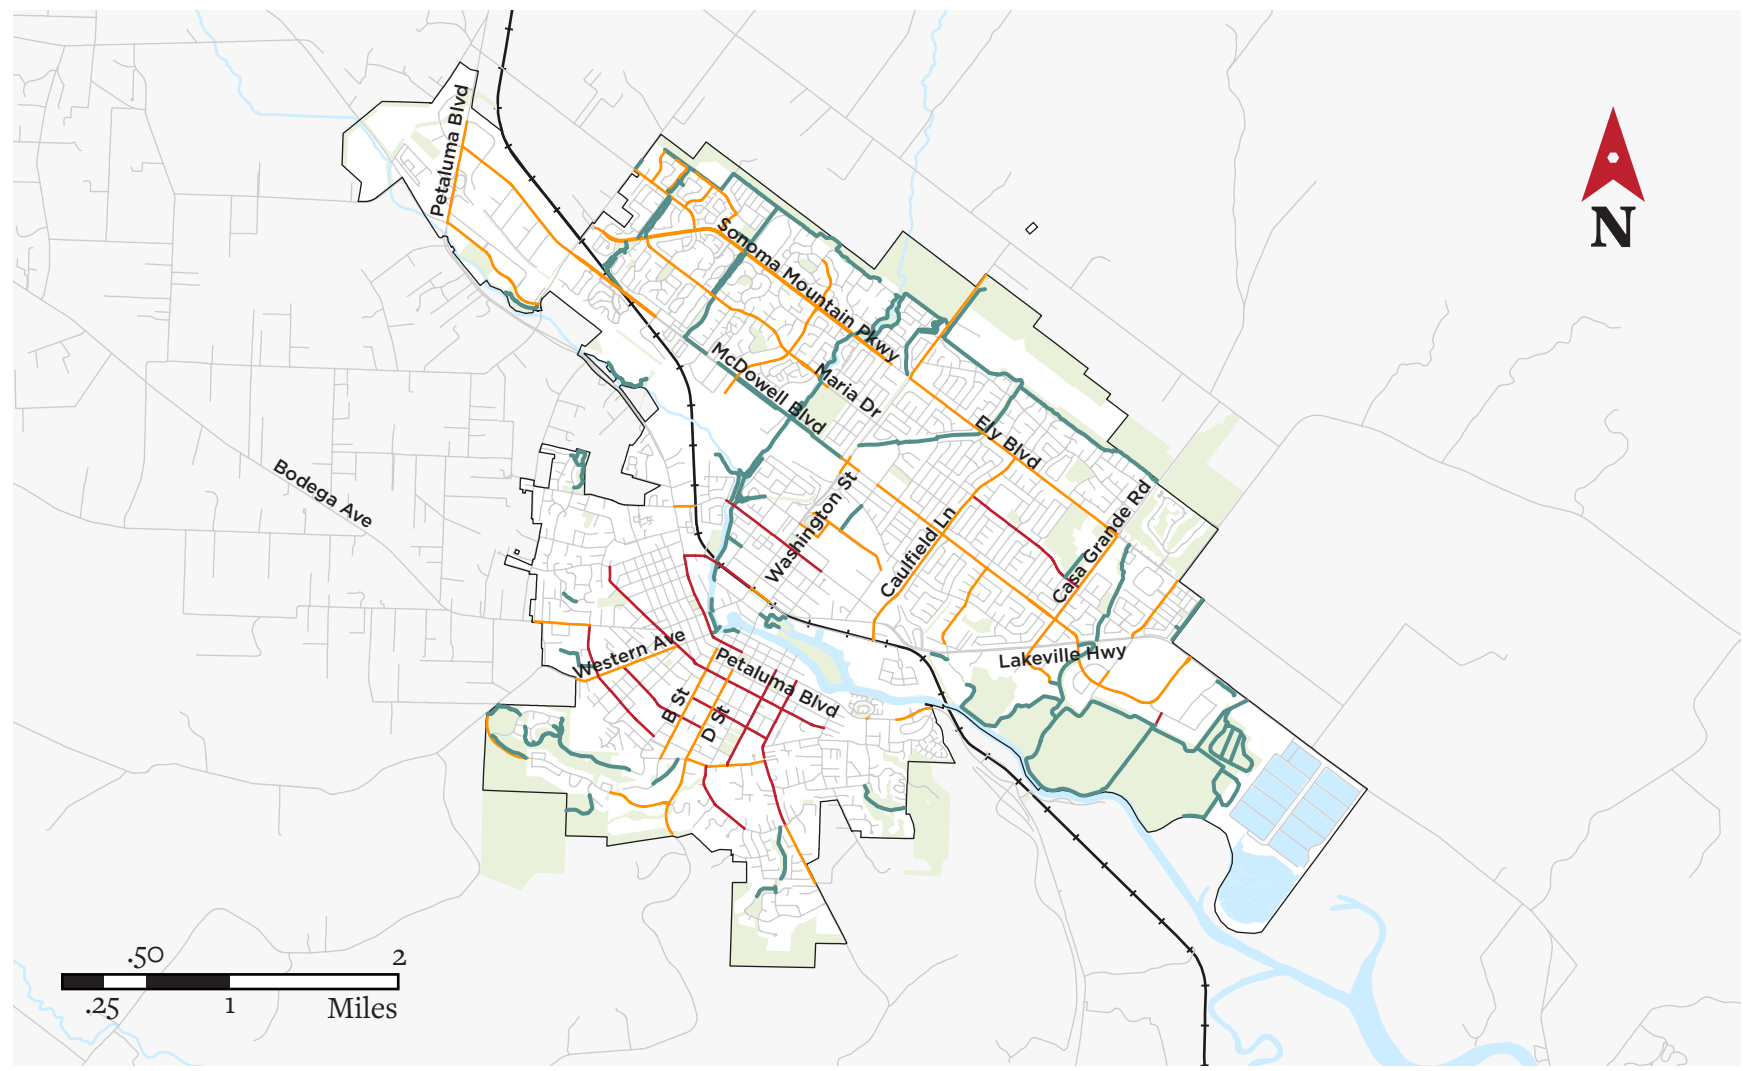 Petaluma Blvd
N
Sonoma Mountain Pkwy
McDowell Blvd
Maria Dr
Ely Blvd
Bodega Ave
Washington St
Caulfield Ln
Casa Grande Rd
Western Ave
Petaluma Blvd
Lakeville Hwy
B St
D St
.50
2
.25
1
Miles